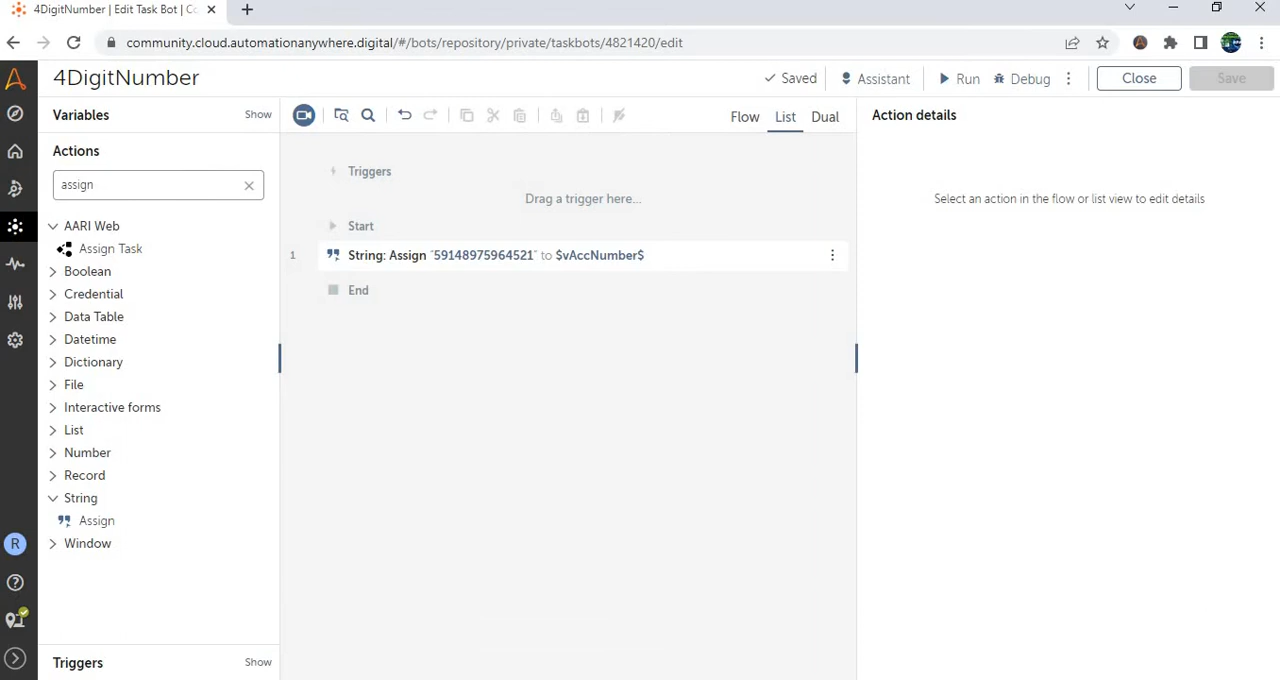 4DigitNumber | Edit Task Bot | Co
community.cloud.automationanywhere.digital/#/bots/repository/private/taskbots/4821420/edit
4DigitNumber
Saved
Assistant
Run
Debug
Close
Save
Variables
Show
Flow
List
Dual
Action details
Actions
assign
AARI Web
Assign Task
Boolean
Credential
Data Table
Datetime
Dictionary
File
Interactive forms
List
Number
Record
String
Assign
Window
Triggers
Show
Triggers
Drag a trigger here...
Start
1 String: Assign "59148975964521" to $vAccNumber$
End
Select an action in the flow or list view to edit details
R